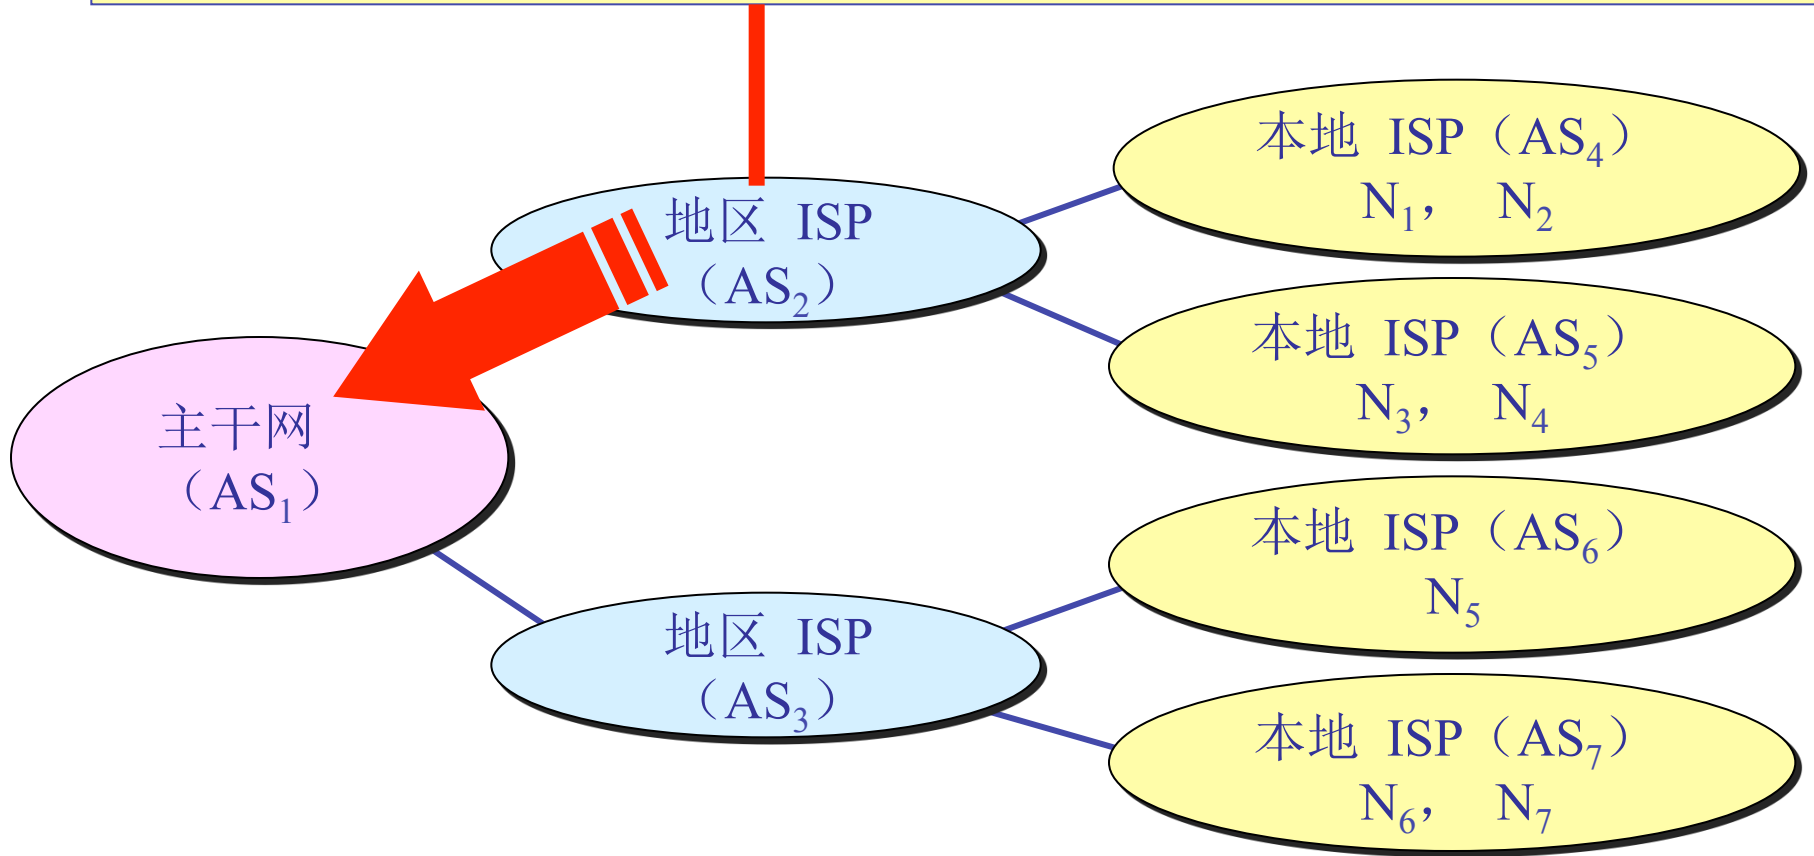 本地 ISP（AS₄）
N₁， N₂
地区 ISP
（AS₂）
本地 ISP（AS₅）
N₃， N₄
主干网
（AS₁）
本地 ISP（AS₆）
N₅
地区 ISP
（AS₃）
本地 ISP（AS₇）
N₆， N₇